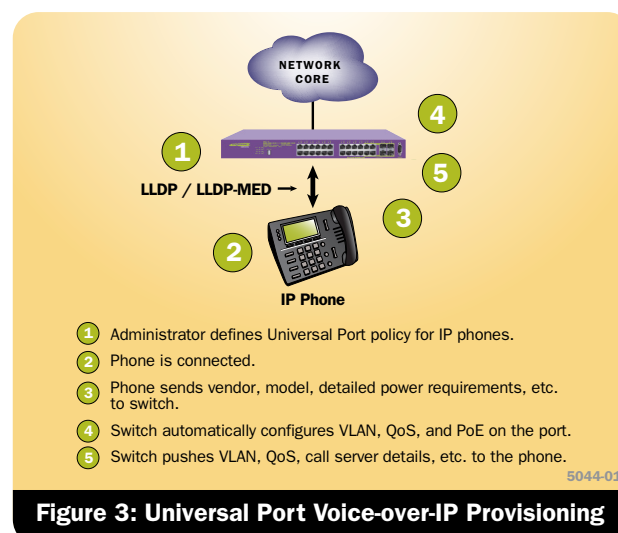 NETWORK
CORE
4
1
5
LLDP / LLDP-MED
3
2
IP Phone
1 Administrator defines Universal Port policy for IP phones.
2 Phone is connected.
3 Phone sends vendor, model, detailed power requirements, etc.
to switch.
4 Switch automatically configures VLAN, QoS, and PoE on the port.
5 Switch pushes VLAN, QoS, call server details, etc. to the phone.
5044-01
Figure 3: Universal Port Voice-over-IP Provisioning